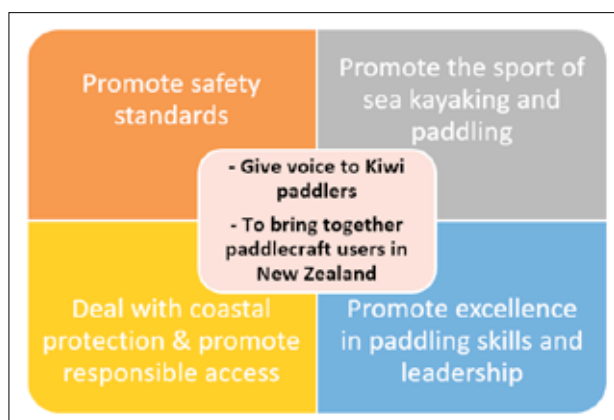 Promote safety
standards
Promote the sport of
sea kayaking and
paddling
- Give voice to Kiwi
paddlers
- To bring together
paddlecraft users in
New Zealand
Deal with coastal
protection & promote
responsible access
Promote excellence
in paddling skills and
leadership